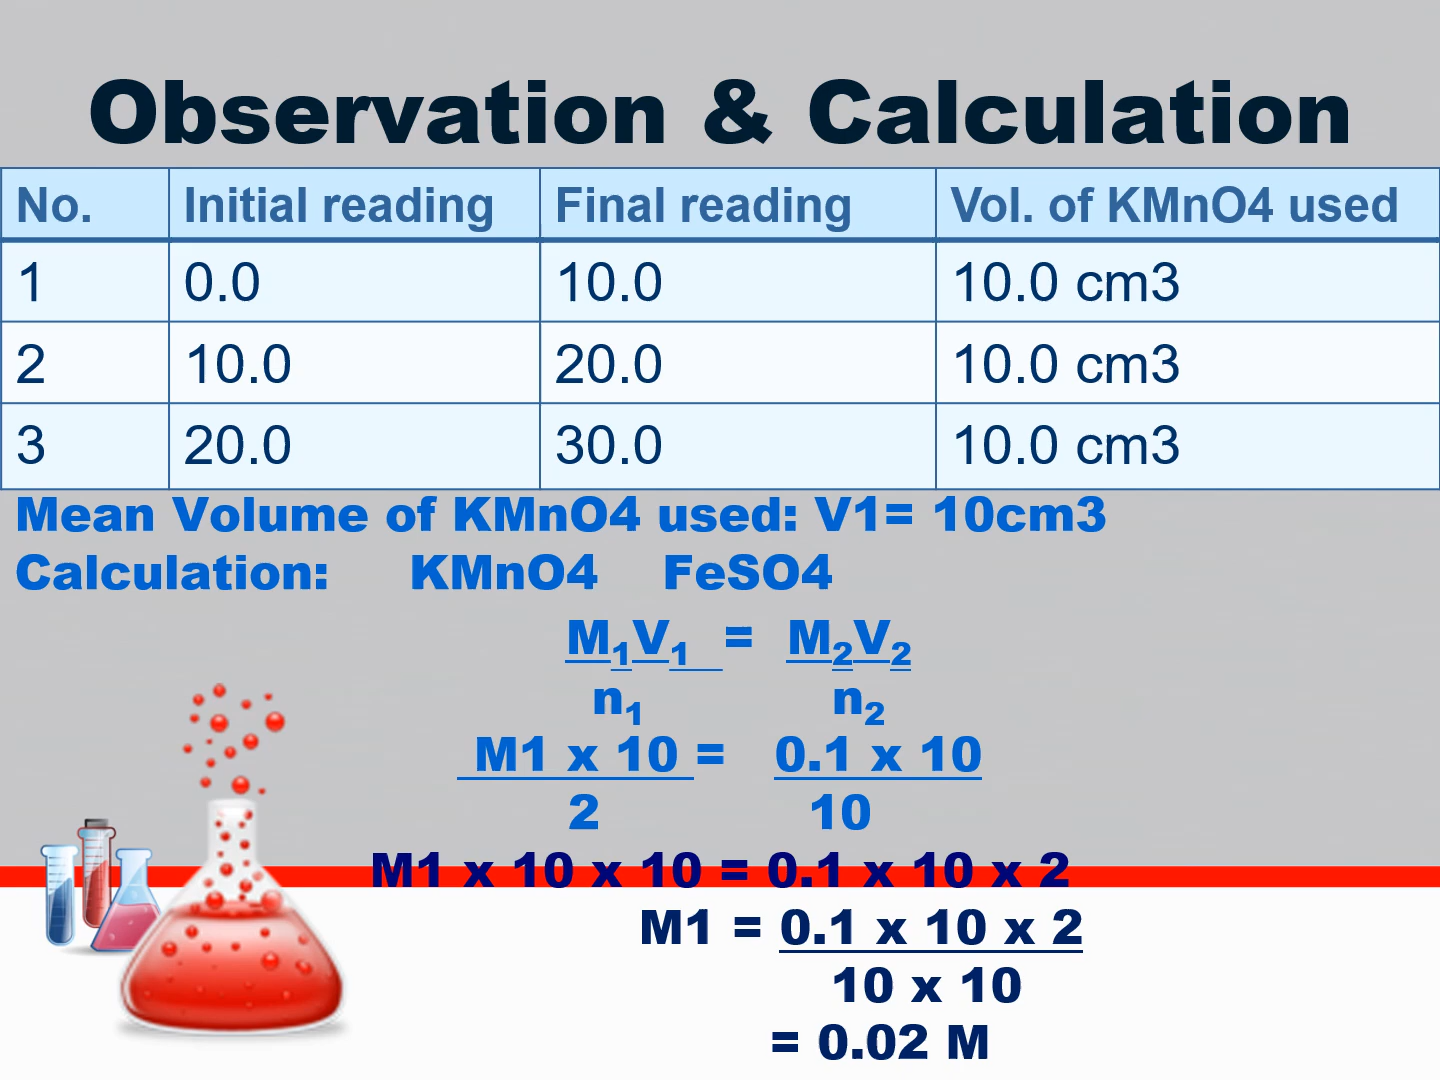 Observation & Calculation
No. Initial reading Final reading Vol. of KMnO4 used
1 0.0 10.0 10.0 cm3
2 10.0 20.0 10.0 cm3
3 20.0 30.0 10.0 cm3
Mean Volume of KMnO4 used: V1= 10cm3
Calculation: KMnO4 FeSO4
M₁V₁ = M₂V₂
n₁ n₂
M1 x 10 = 0.1 x 10
2 10
M1 x 10 x 10 = 0.1 x 10 x 2
M1 = 0.1 x 10 x 2
10 x 10
= 0.02 M